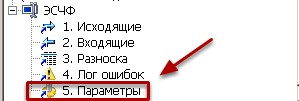 ЭСЧФ
1. Исходящие
2. Входящие
3. Разноска
4. Лог ошибок
5. Параметры